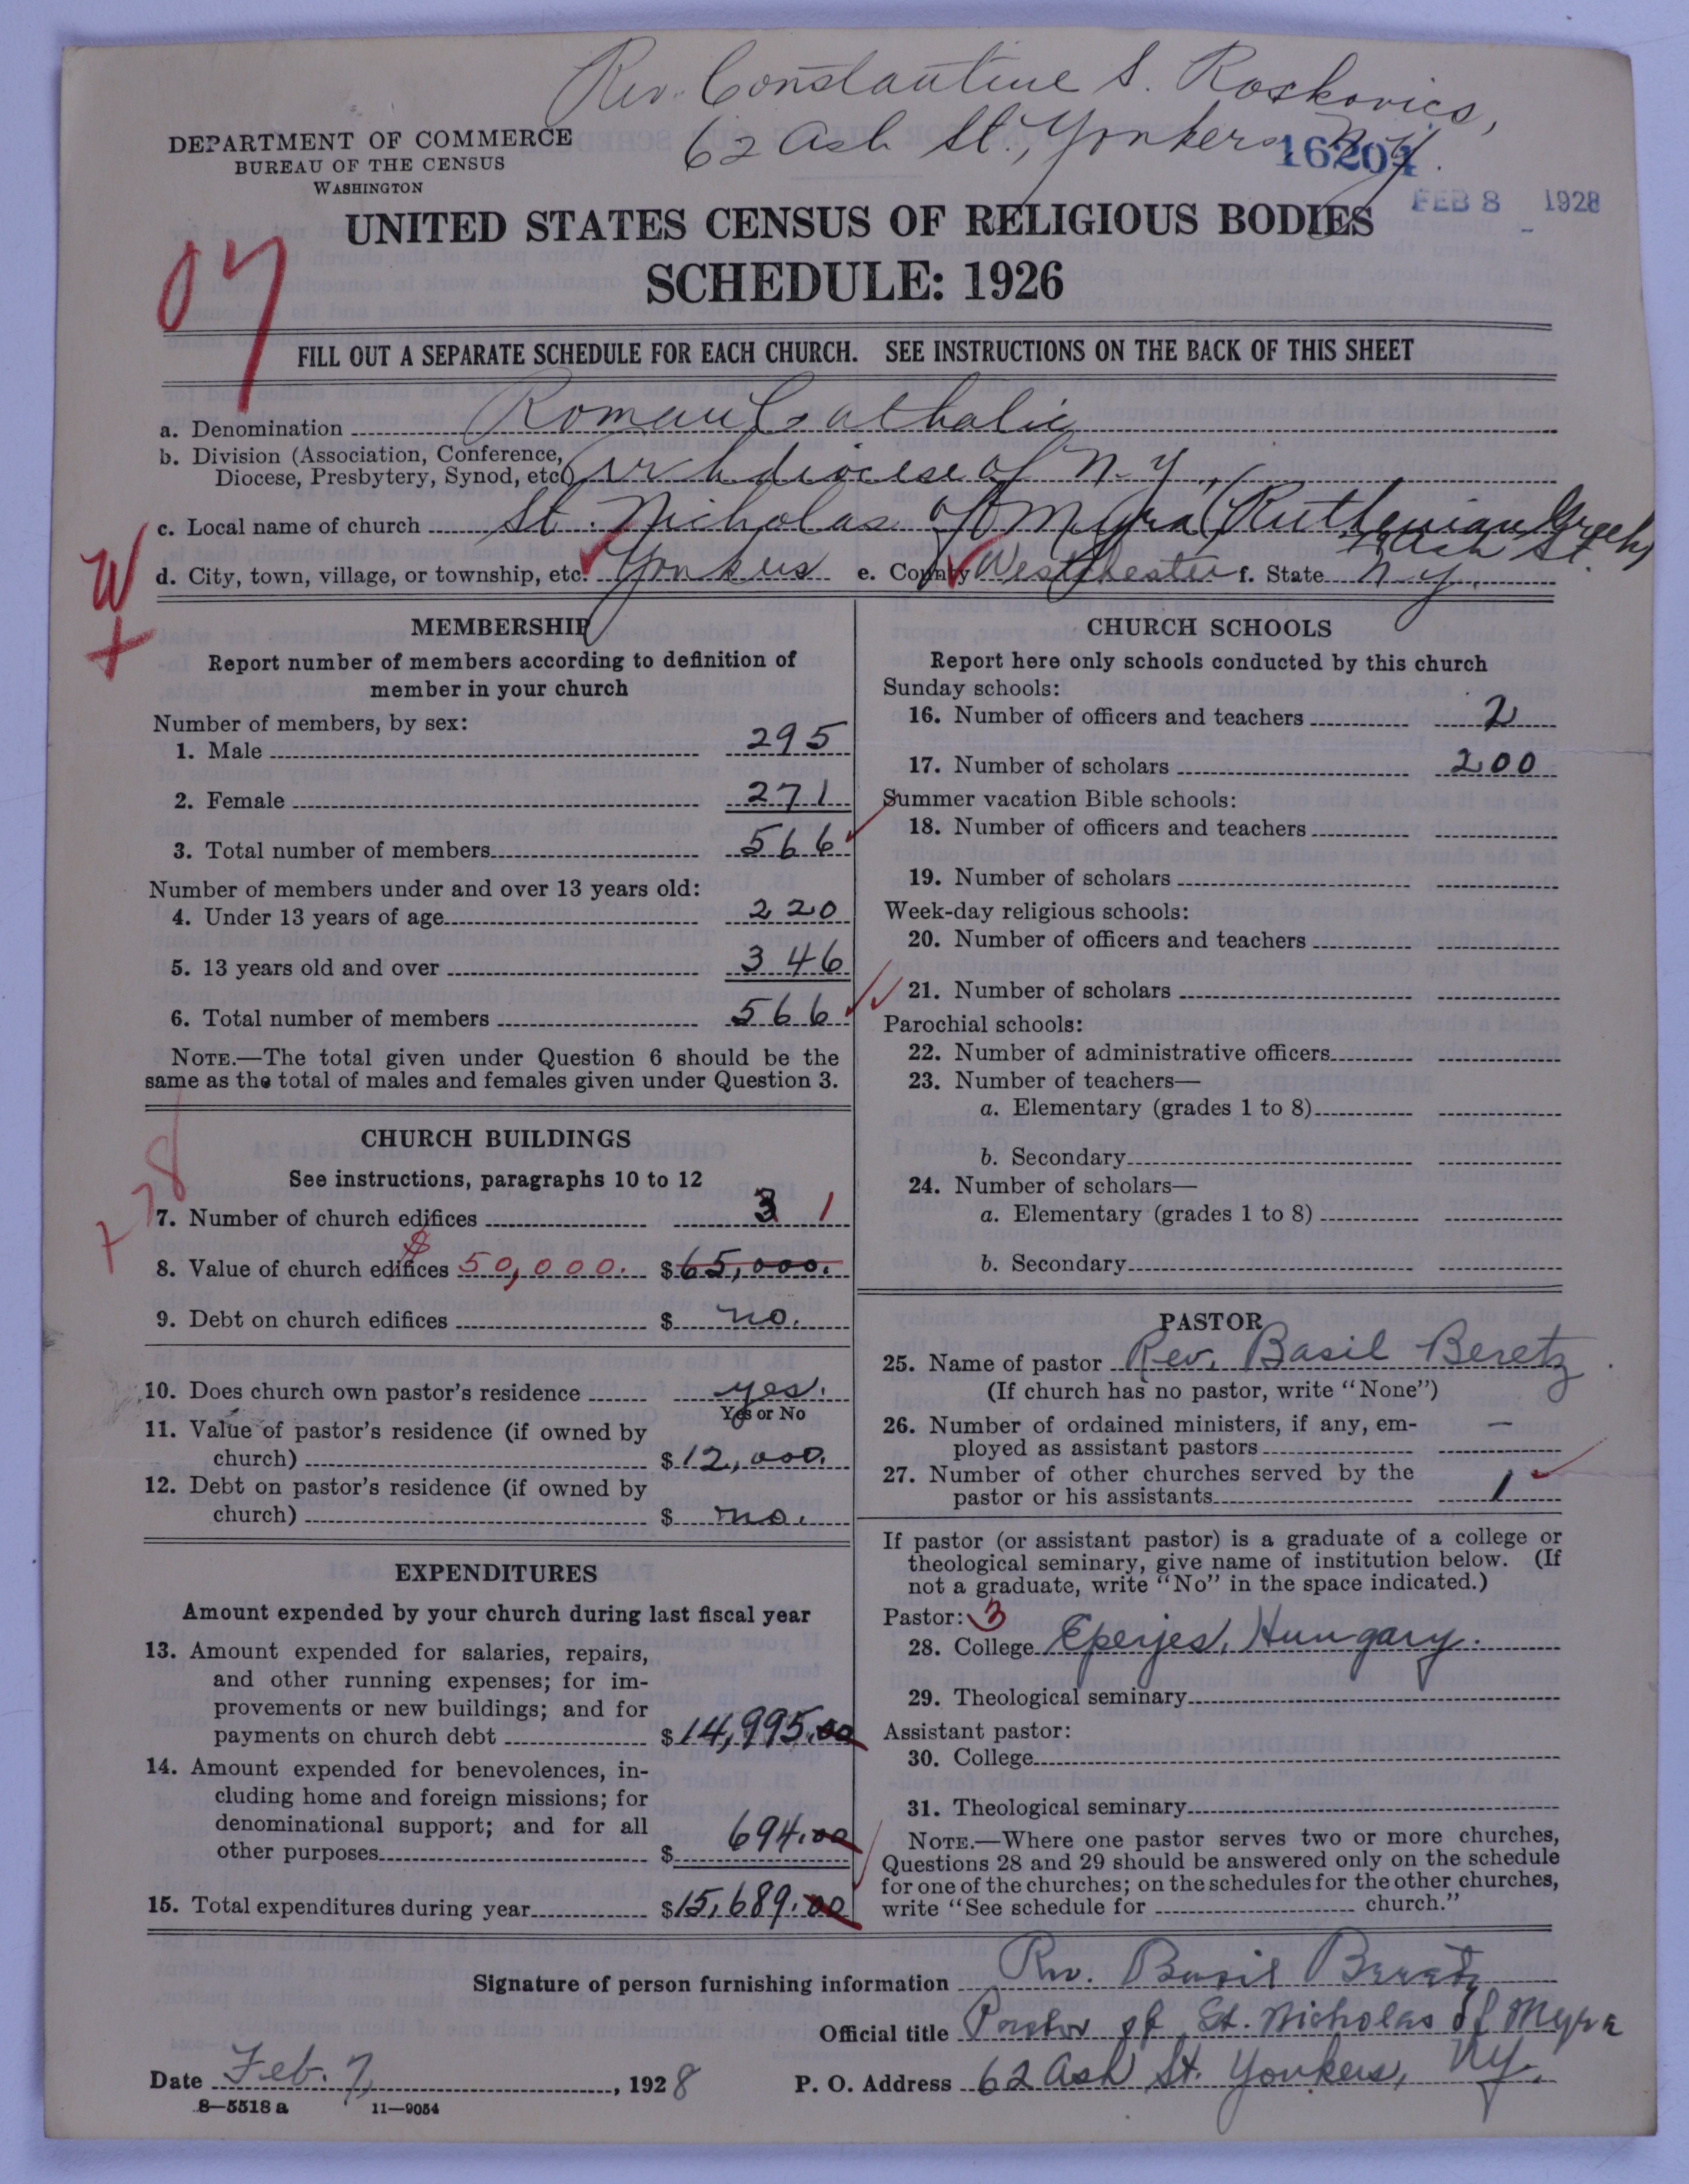 Rev. Constantine S. Roskovics,
62 Ash St., Yonkers, N.Y.
16204
FEB 8 1928
DEPARTMENT OF COMMERCE
BUREAU OF THE CENSUS
WASHINGTON
UNITED STATES CENSUS OF RELIGIOUS BODIES
SCHEDULE: 1926
FILL OUT A SEPARATE SCHEDULE FOR EACH CHURCH. SEE INSTRUCTIONS ON THE BACK OF THIS SHEET
a. Denomination Roman Catholic
b. Division (Association, Conference,
Diocese, Presbytery, Synod, etc.) Archdiocese of N.Y.,
c. Local name of church St. Nicholas of Myra (Ruthenian Greek)
Ash St.
d. City, town, village, or township, etc. Yonkers e. County Westchester f. State N.Y.
MEMBERSHIP
Report number of members according to definition of
member in your church
Number of members, by sex:
1. Male 295
2. Female 271
3. Total number of members 566
Number of members under and over 13 years old:
4. Under 13 years of age 220
5. 13 years old and over 346
6. Total number of members 566
NOTE.—The total given under Question 6 should be the
same as the total of males and females given under Question 3.
CHURCH BUILDINGS
See instructions, paragraphs 10 to 12
7. Number of church edifices 3 1
8. Value of church edifices $50,000. $65,000.
9. Debt on church edifices $ no.
10. Does church own pastor's residence yes.
Yes or No
11. Value of pastor's residence (if owned by
church) $12,000.
12. Debt on pastor's residence (if owned by
church) $ no.
EXPENDITURES
Amount expended by your church during last fiscal year
13. Amount expended for salaries, repairs,
and other running expenses; for im-
provements or new buildings; and for
payments on church debt $14,995.00
14. Amount expended for benevolences, in-
cluding home and foreign missions; for
denominational support; and for all
other purposes $ 694.00
15. Total expenditures during year $15,689.00
CHURCH SCHOOLS
Report here only schools conducted by this church
Sunday schools:
16. Number of officers and teachers 2
17. Number of scholars 200
Summer vacation Bible schools:
18. Number of officers and teachers
19. Number of scholars
Week-day religious schools:
20. Number of officers and teachers
21. Number of scholars
Parochial schools:
22. Number of administrative officers
23. Number of teachers—
a. Elementary (grades 1 to 8)
b. Secondary
24. Number of scholars—
a. Elementary (grades 1 to 8)
b. Secondary
PASTOR
25. Name of pastor Rev. Basil Beretz
(If church has no pastor, write "None")
26. Number of ordained ministers, if any, em-
ployed as assistant pastors —
27. Number of other churches served by the
pastor or his assistants 1
If pastor (or assistant pastor) is a graduate of a college or
theological seminary, give name of institution below. (If
not a graduate, write "No" in the space indicated.)
Pastor: 3
28. College Eperjes, Hungary.
29. Theological seminary
Assistant pastor:
30. College
31. Theological seminary
NOTE.—Where one pastor serves two or more churches,
Questions 28 and 29 should be answered only on the schedule
for one of the churches; on the schedules for the other churches,
write "See schedule for church."
Signature of person furnishing information Rev. Basil Beretz
Official title Pastor of St. Nicholas of Myra
Date Feb. 7, 1928 P. O. Address 62 Ash St. Yonkers, N.Y.
8—5518 a 11—9054